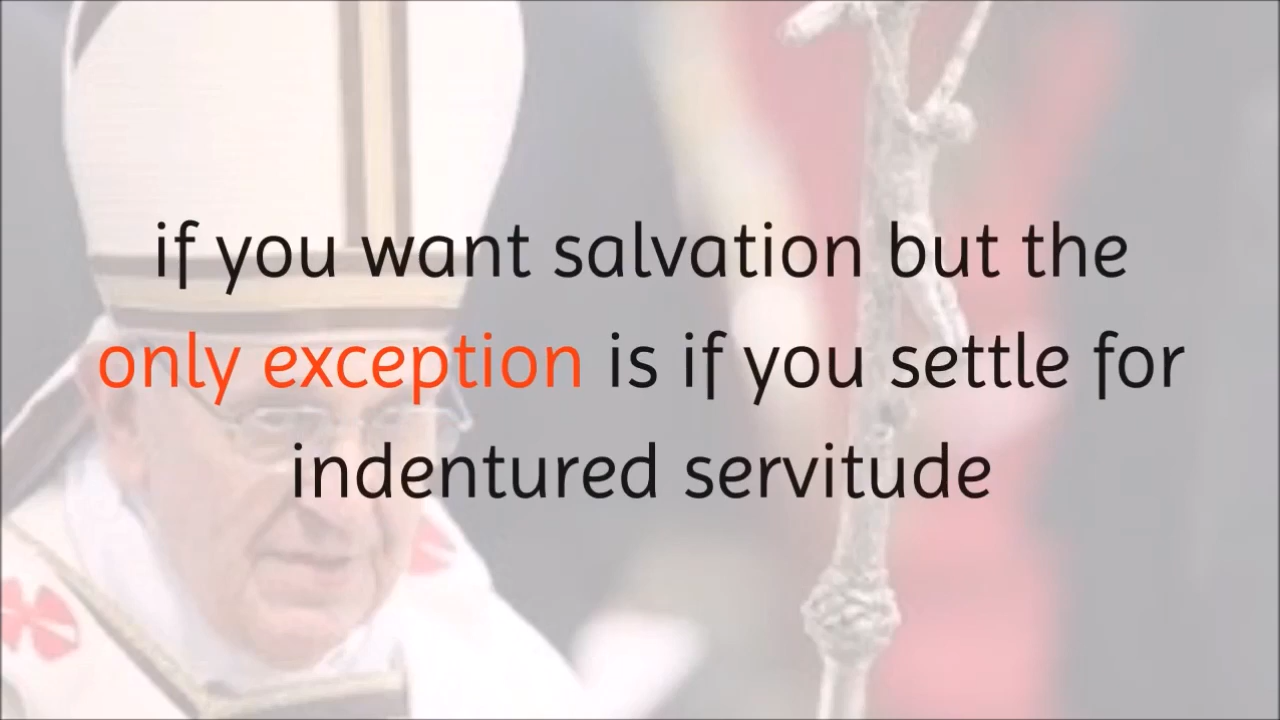 if you want salvation but the
only exception is if you settle for
indentured servitude